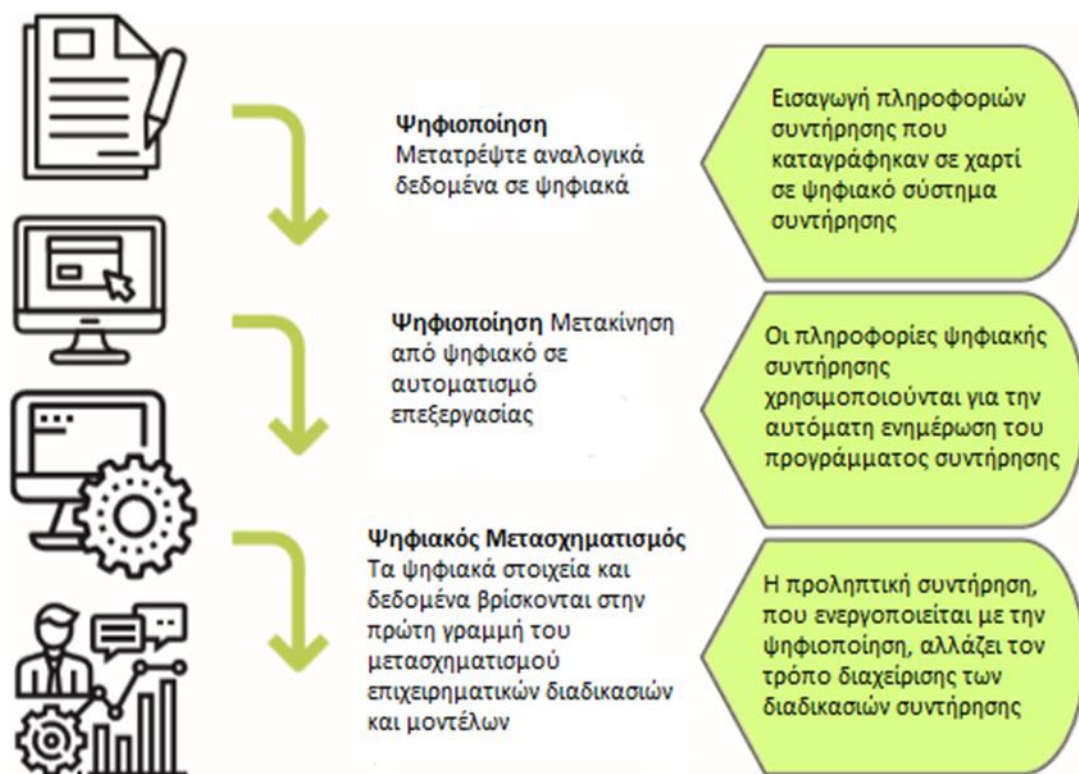 Ψηφιοποίηση
Μετατρέψτε αναλογικά
δεδομένα σε ψηφιακά
Εισαγωγή πληροφοριών
συντήρησης που
καταγράφηκαν σε χαρτί
σε ψηφιακό σύστημα
συντήρησης
Ψηφιοποίηση Μετακίνηση
από ψηφιακό σε
αυτοματισμό
επεξεργασίας
Οι πληροφορίες ψηφιακής
συντήρησης
χρησιμοποιούνται για την
αυτόματη ενημέρωση του
προγράμματος συντήρησης
Ψηφιακός Μετασχηματισμός
Τα ψηφιακά στοιχεία και
δεδομένα βρίσκονται στην
πρώτη γραμμή του
μετασχηματισμού
επιχειρηματικών διαδικασιών
και μοντέλων
Η προληπτική συντήρηση,
που ενεργοποιείται με την
ψηφιοποίηση, αλλάζει τον
τρόπο διαχείρισης των
διαδικασιών συντήρησης